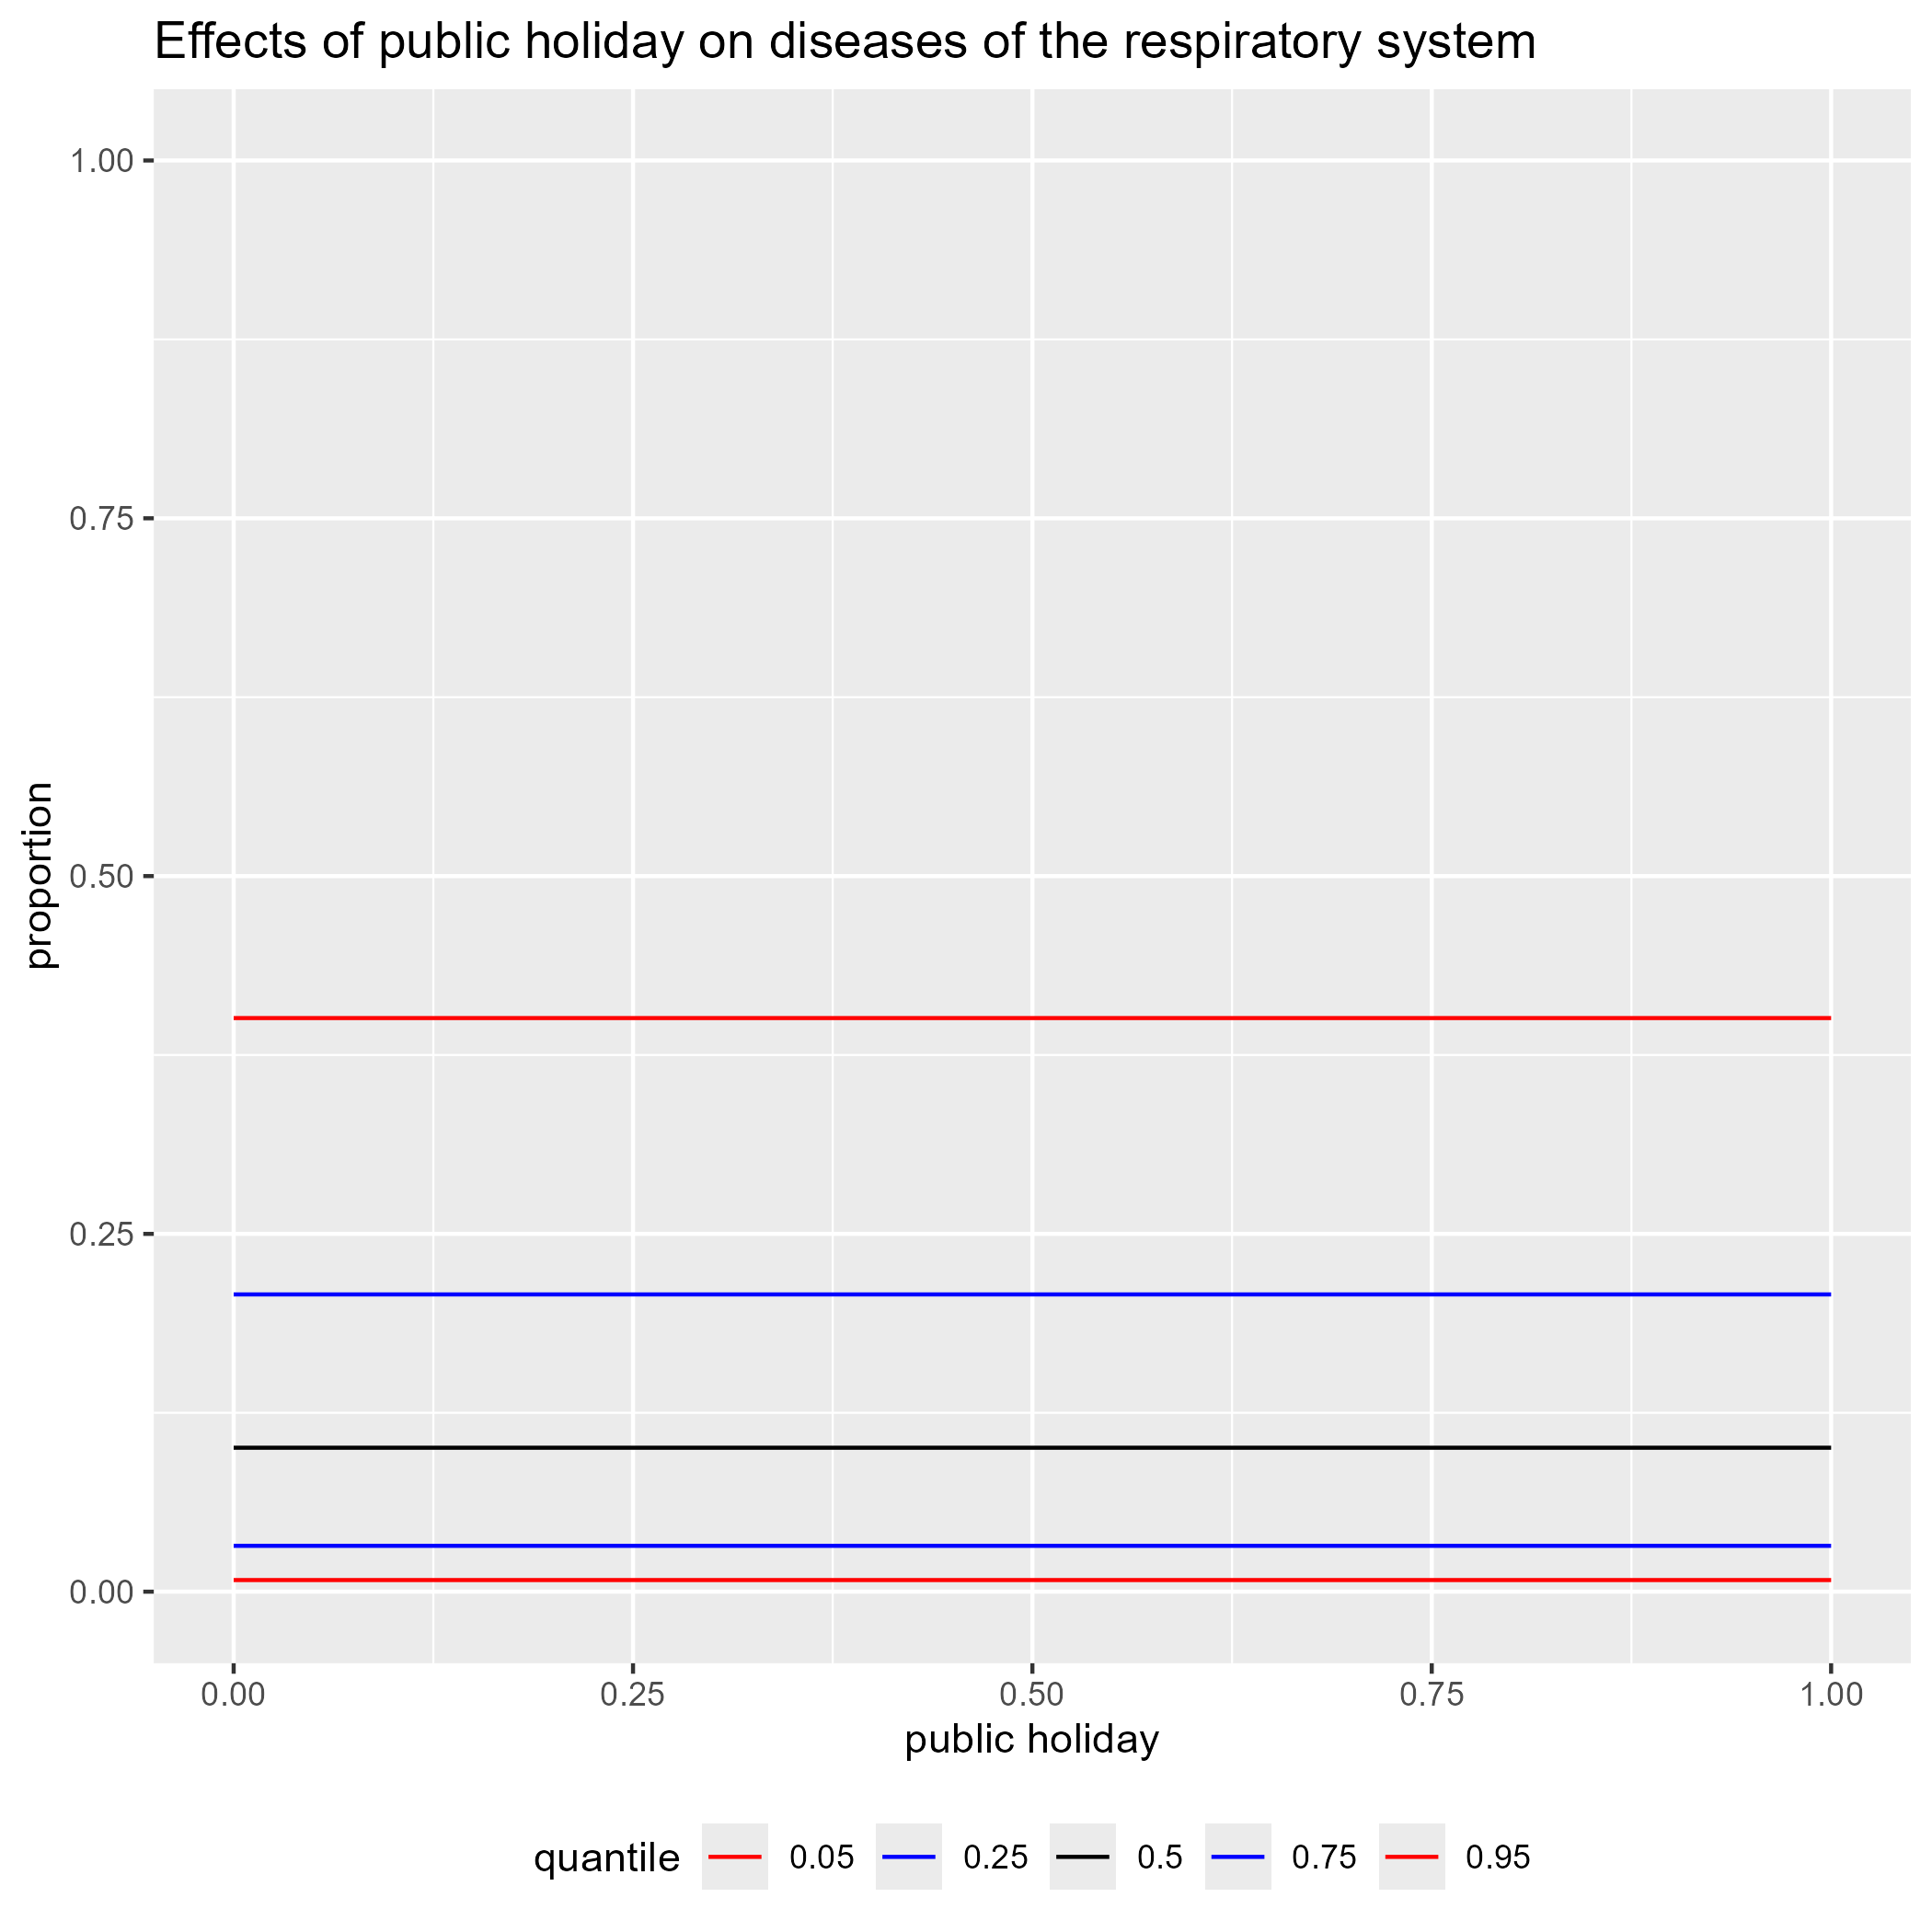 Effects of public holiday on diseases of the respiratory system
1.00
0.75
0.50
0.25
0.00
proportion
0.00 0.25 0.50 0.75 1.00
public holiday
quantile 0.05 0.25 0.5 0.75 0.95